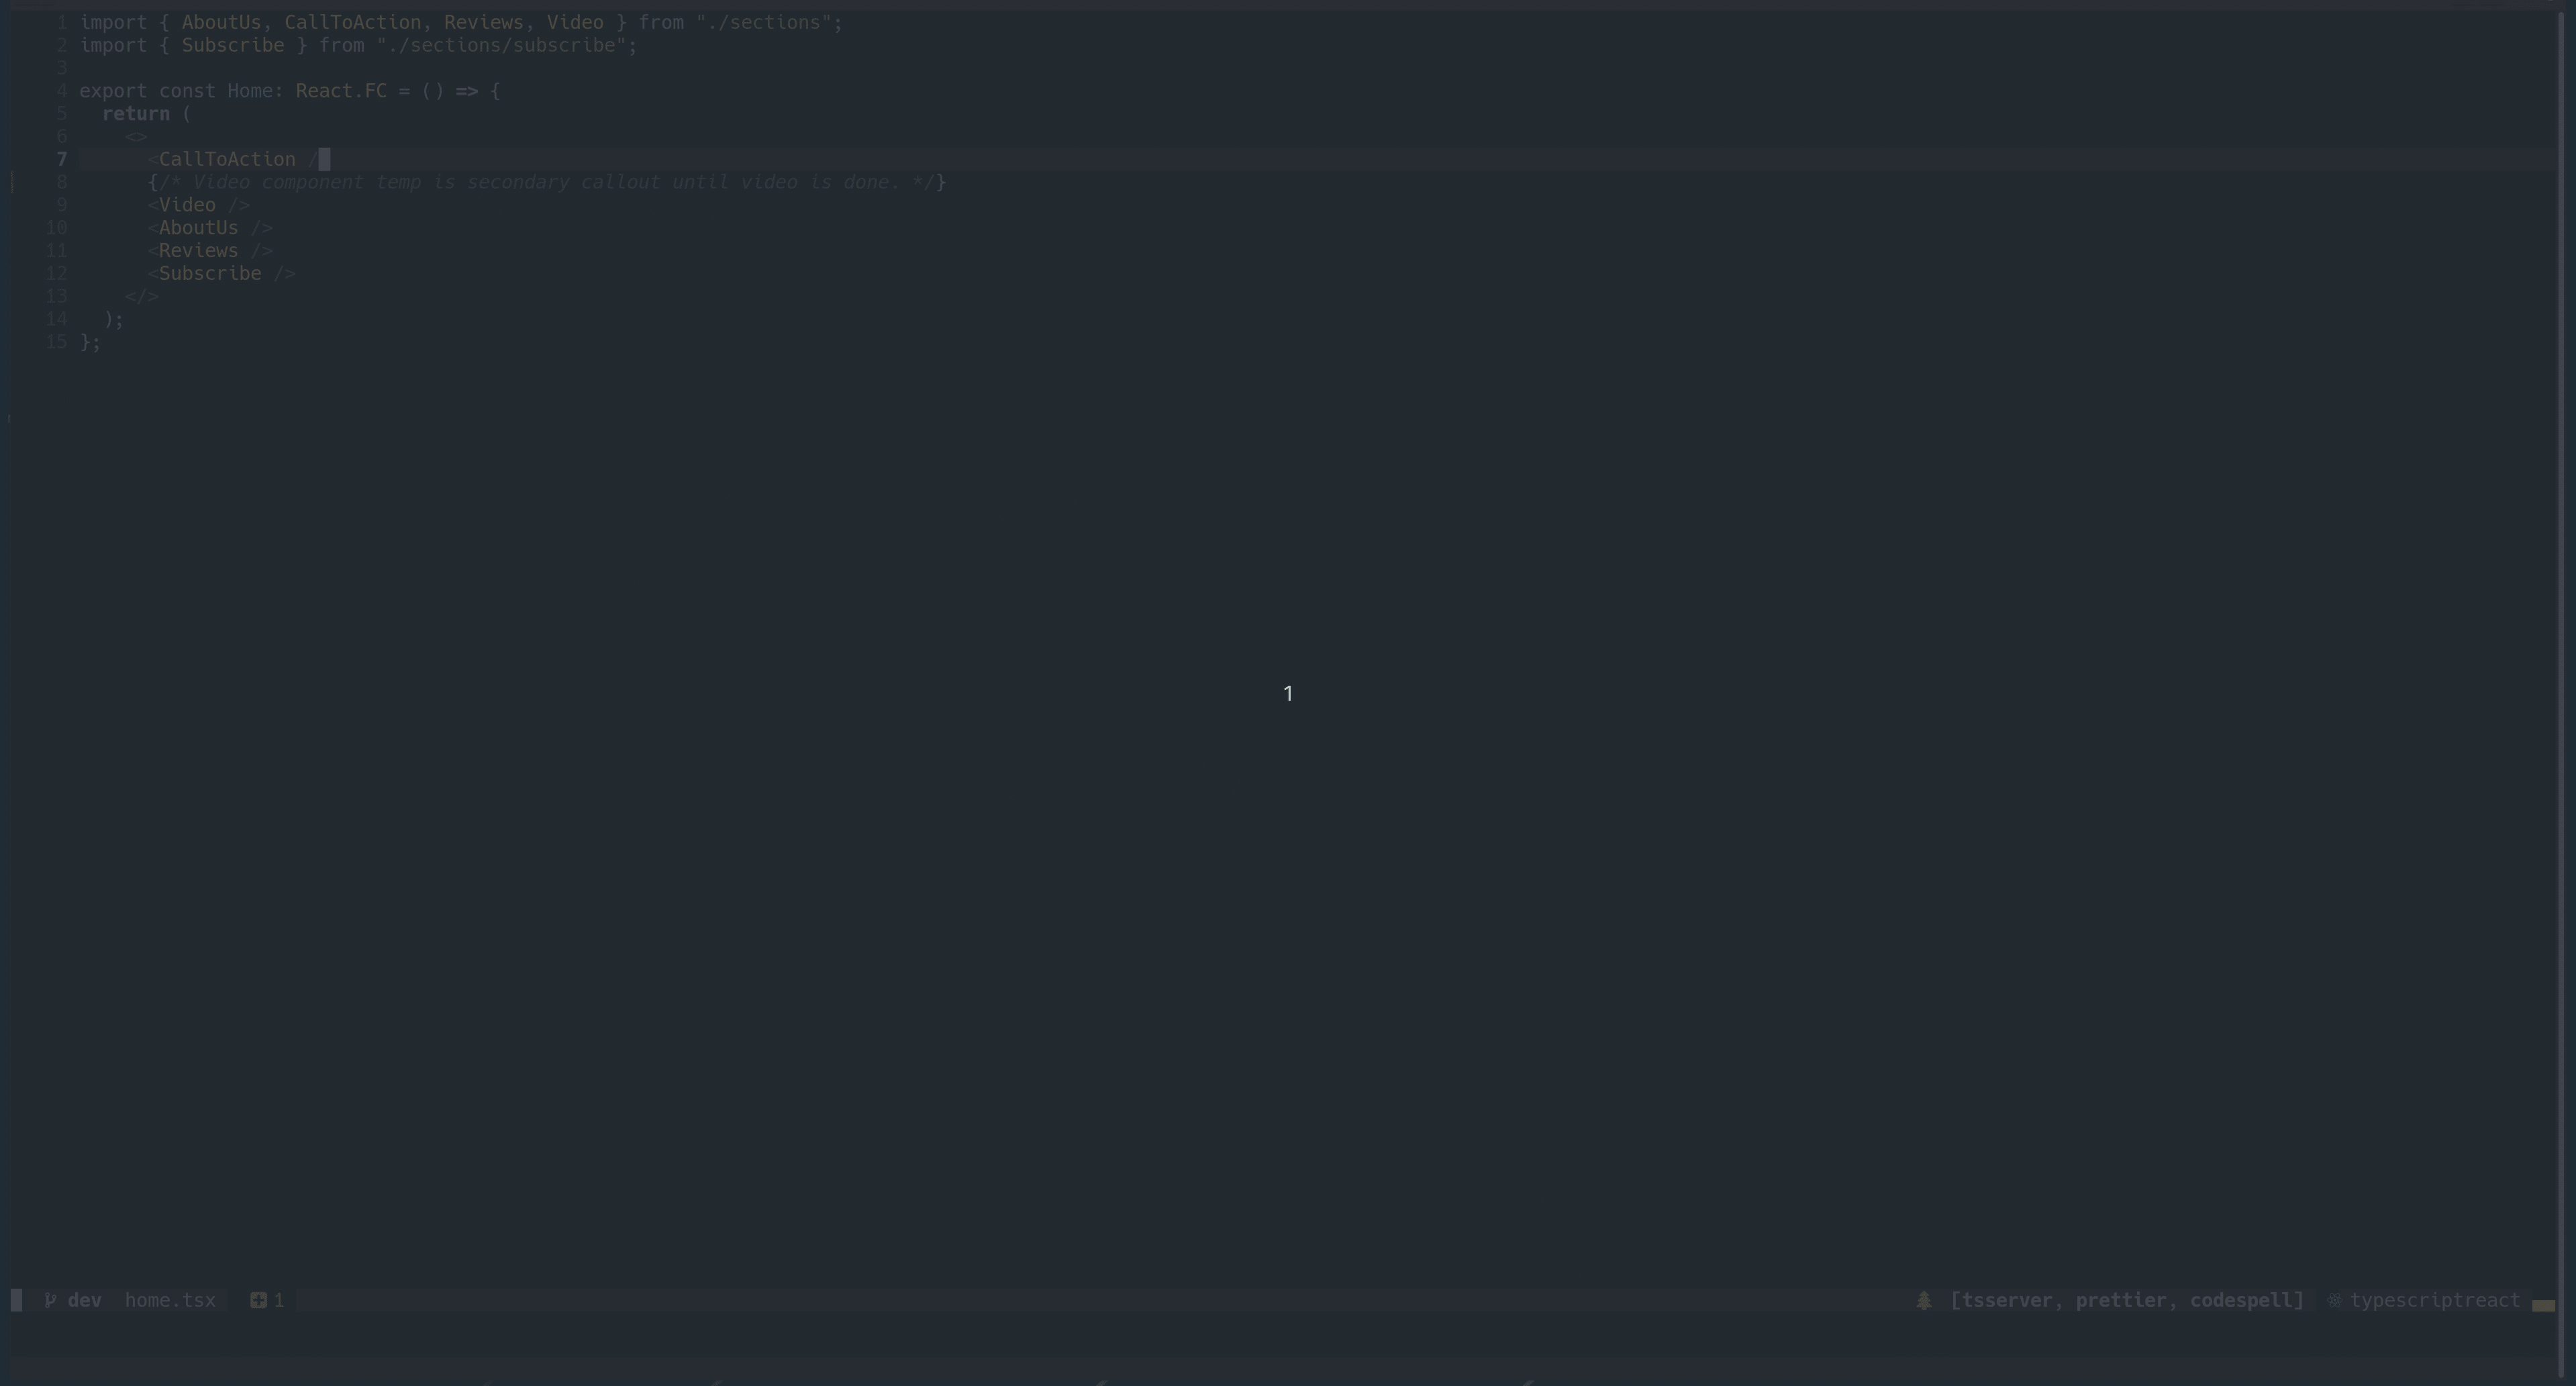 1 import { AboutUs, CallToAction, Reviews, Video } from "./sections";
2 import { Subscribe } from "./sections/subscribe";
3
4 export const Home: React.FC = () => {
5   return (
6     <>
7       <CallToAction /
8       {/* Video component temp is secondary callout until video is done. */}
9       <Video />
10       <AboutUs />
11       <Reviews />
12       <Subscribe />
13     </>
14   );
15 };
1
dev home.tsx 1 [tsserver, prettier, codespell] typescriptreact